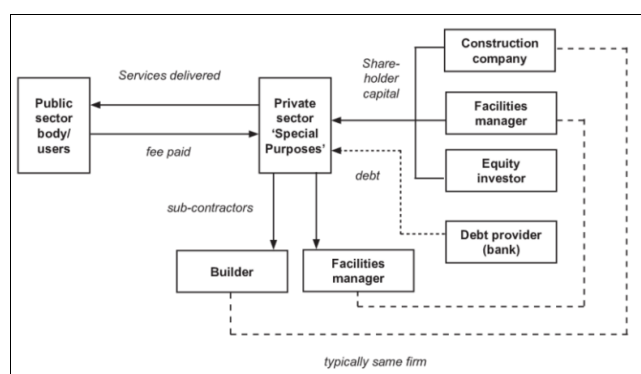 Construction
company
Share-
holder
capital
Services delivered
Public
sector
body/
users
Private
sector
'Special
Purposes'
Facilities
manager
fee paid
Equity
investor
debt
sub-contractors
Debt provider
(bank)
Builder
Facilities
manager
typically same firm